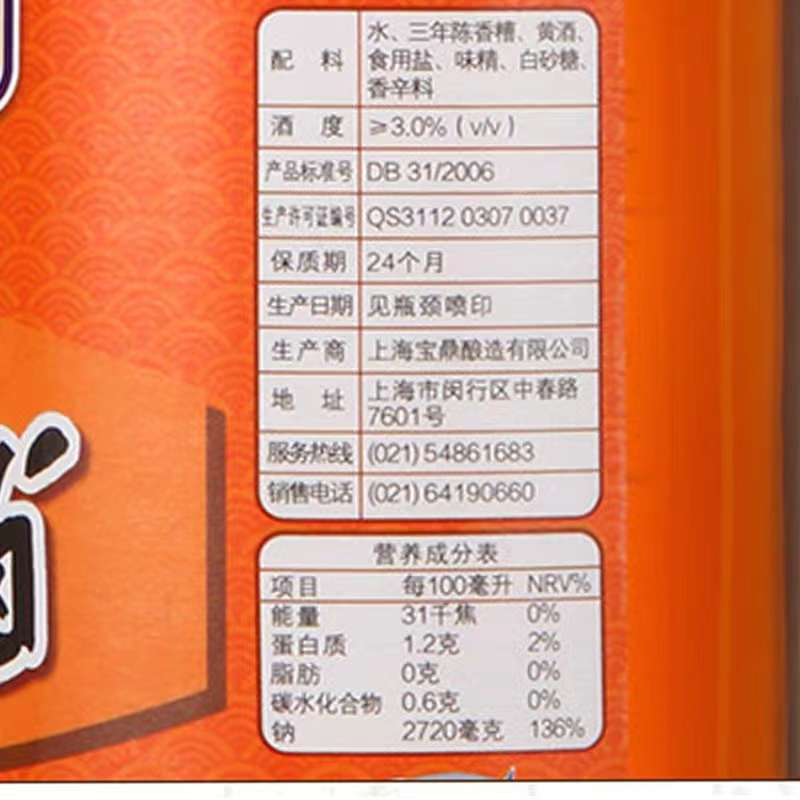 配 料 水、三年陈香糟、黄酒、
食用盐、味精、白砂糖、
香辛料
酒 度 ≥3.0% ( v/v )
产品标准号 DB 31/2006
生产许可证编号 QS3112 0307 0037
保质期 24个月
生产日期 见瓶颈喷印
生产商 上海宝鼎酿造有限公司
地 址 上海市闵行区中春路
7601号
服务热线 (021) 54861683
销售电话 (021) 64190660
营养成分表
项目 每100毫升 NRV%
能量 31千焦 0%
蛋白质 1.2克 2%
脂肪 0克 0%
碳水化合物 0.6克 0%
钠 2720毫克 136%